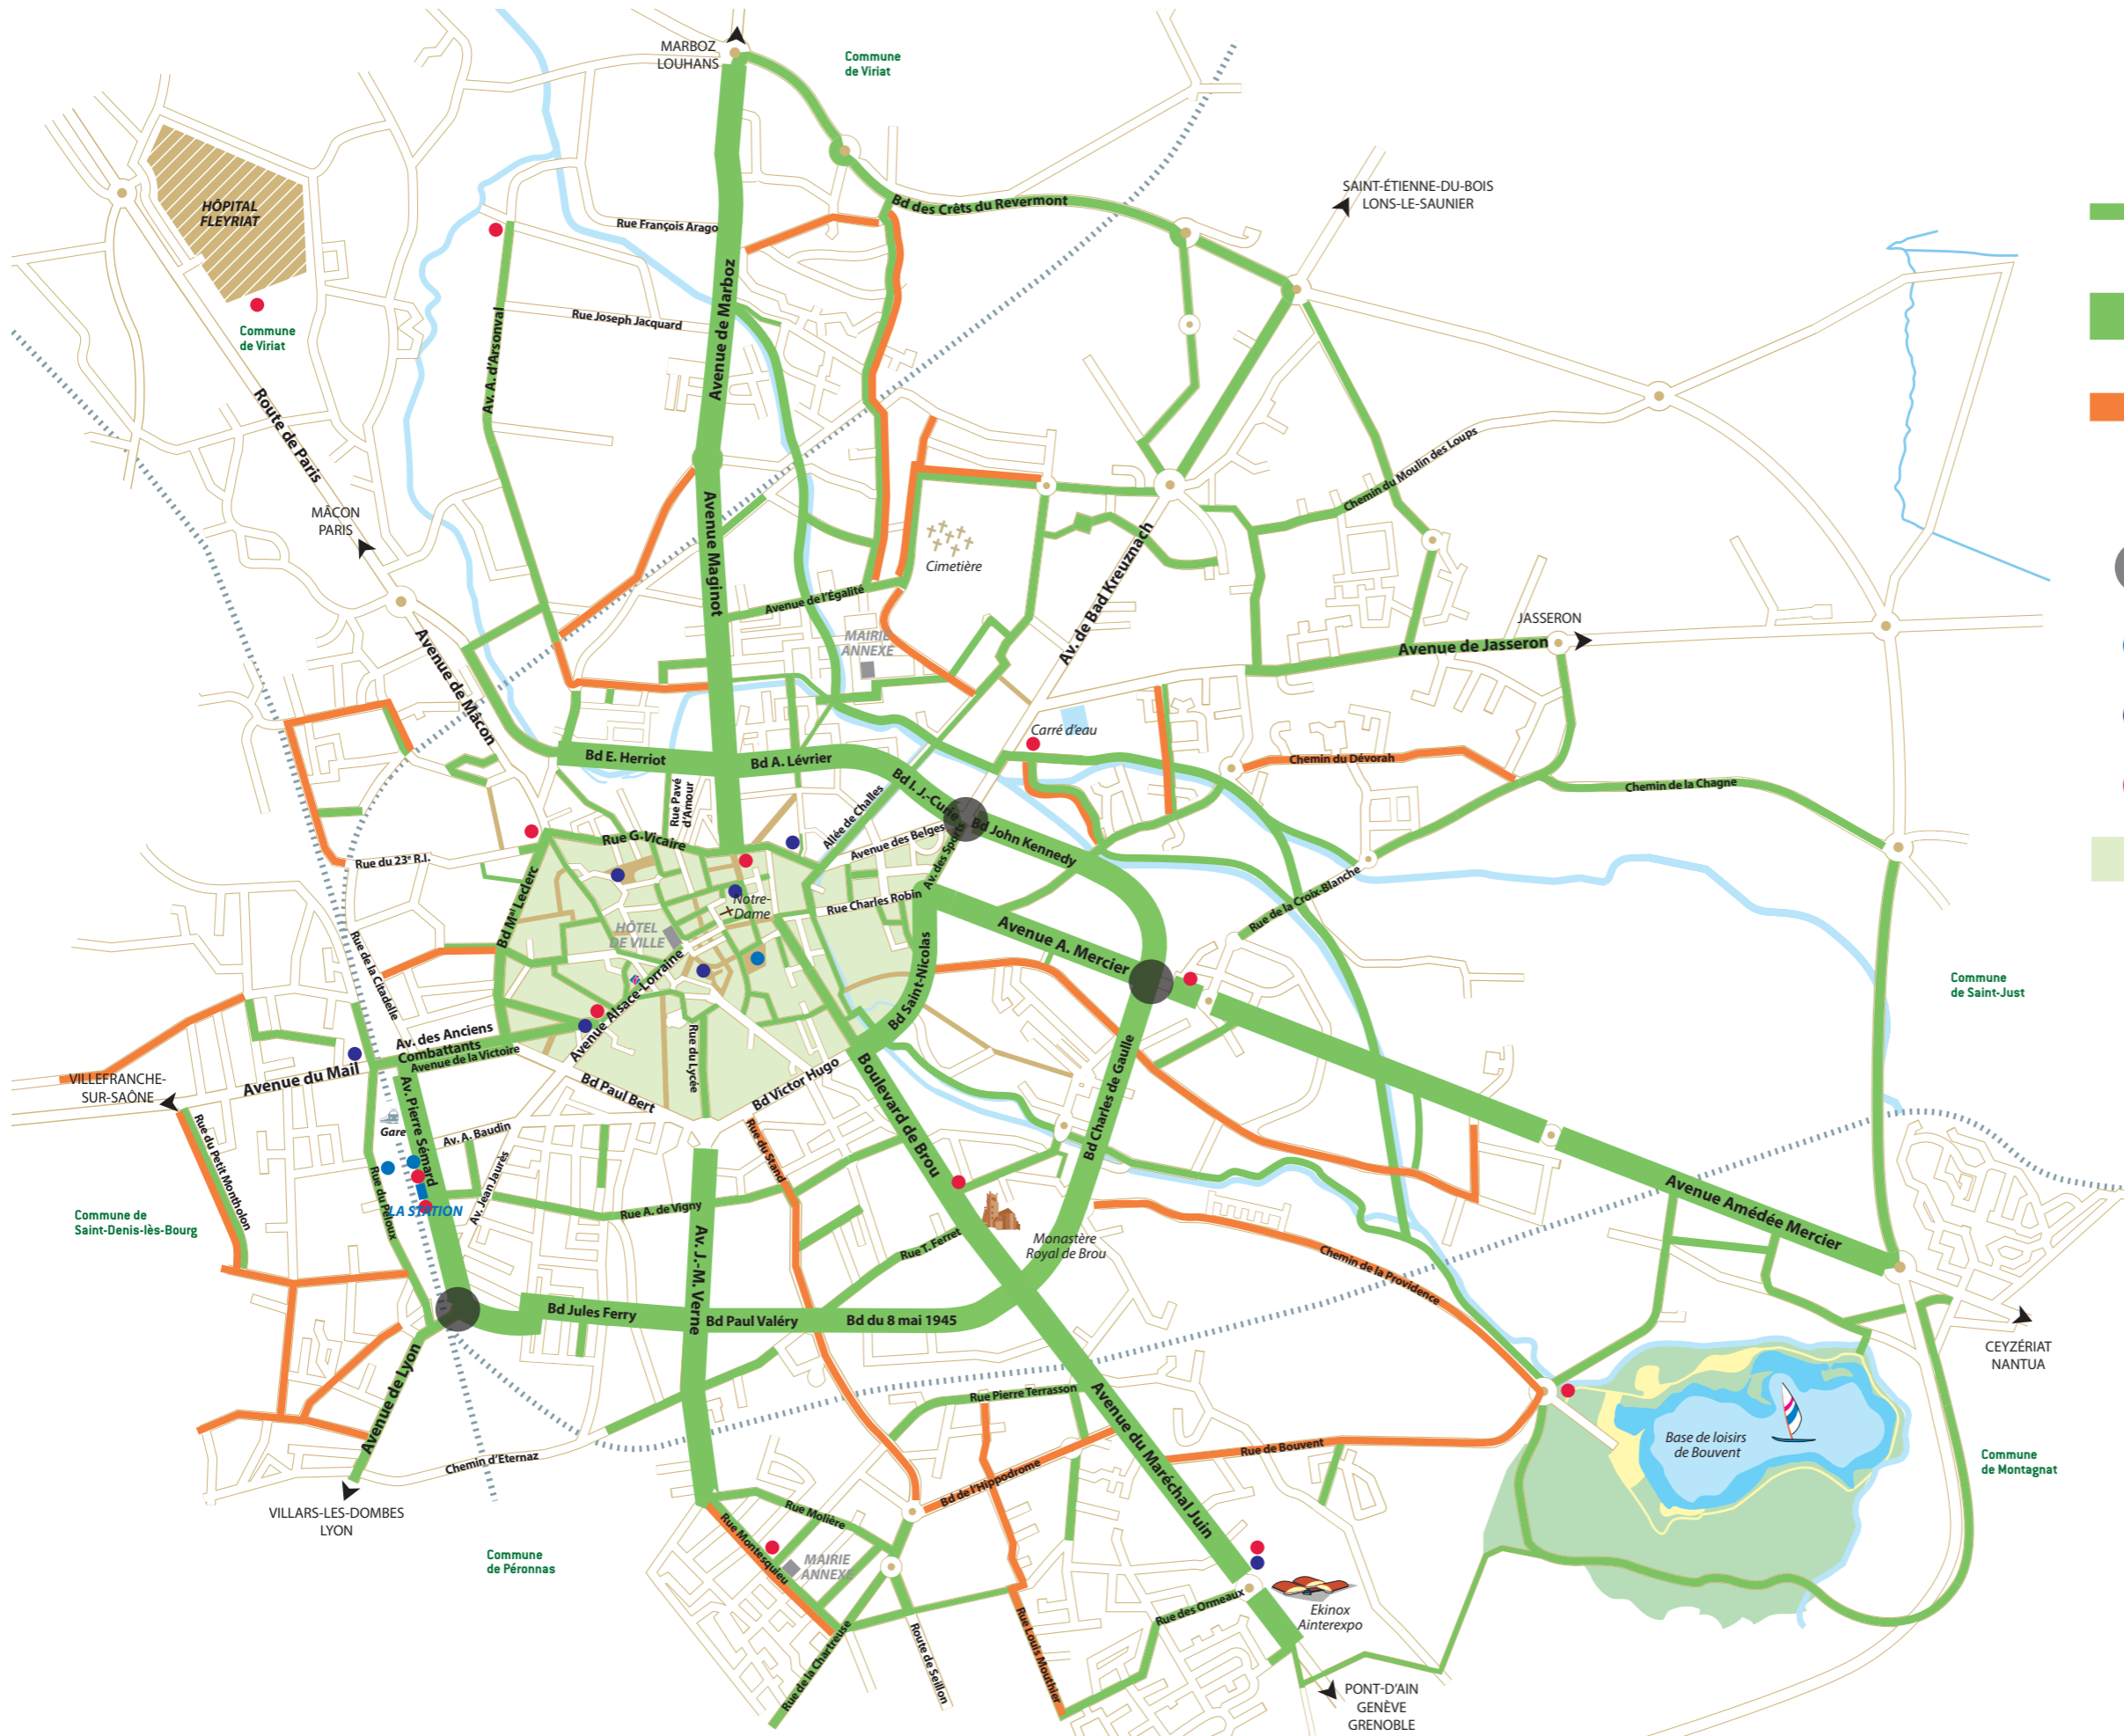 MARBOZ
LOUHANS
Commune
de Viriat
SAINT-ÉTIENNE-DU-BOIS
LONS-LE-SAUNIER
HÔPITAL
FLEYRIAT
Bd des Crêts du Revermont
Rue François Arago
Commune
de Viriat
Rue Joseph Jacquard
Avenue de Marboz
Av. A. d'Arsonval
Route de Paris
MÂCON
PARIS
Chemin du Moulin des Loups
Avenue Maginot
Cimetière
Av. de Bad Kreuznach
Avenue de l'Égalité
MAIRIE
ANNEXE
JASSERON
Avenue de Jasseron
Avenue de Mâcon
Carré d'eau
Bd E. Herriot
Bd A. Lévrier
Bd I. J.-Curie
Chemin du Dévorah
Chemin de la Chagne
Rue Pavé
d'Amour
Allée de Challes
Avenue des Belges
Av. des Sports
Bd John Kennedy
Rue G. Vicaire
Rue du 23e R.I.
Bd Mal Leclerc
Notre-
Dame
Rue Charles Robin
Rue de la Croix-Blanche
HÔTEL
DE VILLE
Avenue A. Mercier
Rue de la Citadelle
Avenue Alsace-Lorraine
Bd Saint-Nicolas
Commune
de Saint-Just
Av. des Anciens
Combattants
Avenue de la Victoire
Avenue du Mail
VILLEFRANCHE-
SUR-SAÔNE
Rue du Lycée
Bd Paul Bert
Bd Victor Hugo
Boulevard de Brou
Bd Charles de Gaulle
Av. Pierre Sémard
Gare
Av. A. Baudin
Rue du Petit Montholon
Rue du Stand
Av. Jean Jaurès
Rue du Peloux
LA STATION
Commune de
Saint-Denis-lès-Bourg
Rue A. de Vigny
Avenue Amédée Mercier
Rue T. Ferret
Monastère
Royal de Brou
Av. J.-M. Verne
Chemin de la Providence
Bd Jules Ferry
Bd Paul Valéry
Bd du 8 mai 1945
CEYZÉRIAT
NANTUA
Avenue de Lyon
Rue Pierre Terrasson
Avenue du Maréchal Juin
Base de loisirs
de Bouvent
Rue de Bouvent
Chemin d'Eternaz
Bd de l'Hippodrome
Commune
de Montagnat
VILLARS-LES-DOMBES
LYON
Rue Molière
Rue Montesquieu
Commune
de Péronnas
MAIRIE
ANNEXE
Rue des Ormeaux
Ekinox
Ainterexpo
Rue Louis Mouthier
Route de Seillon
Rue de la Chartreuse
PONT-D'AIN
GENÈVE
GRENOBLE